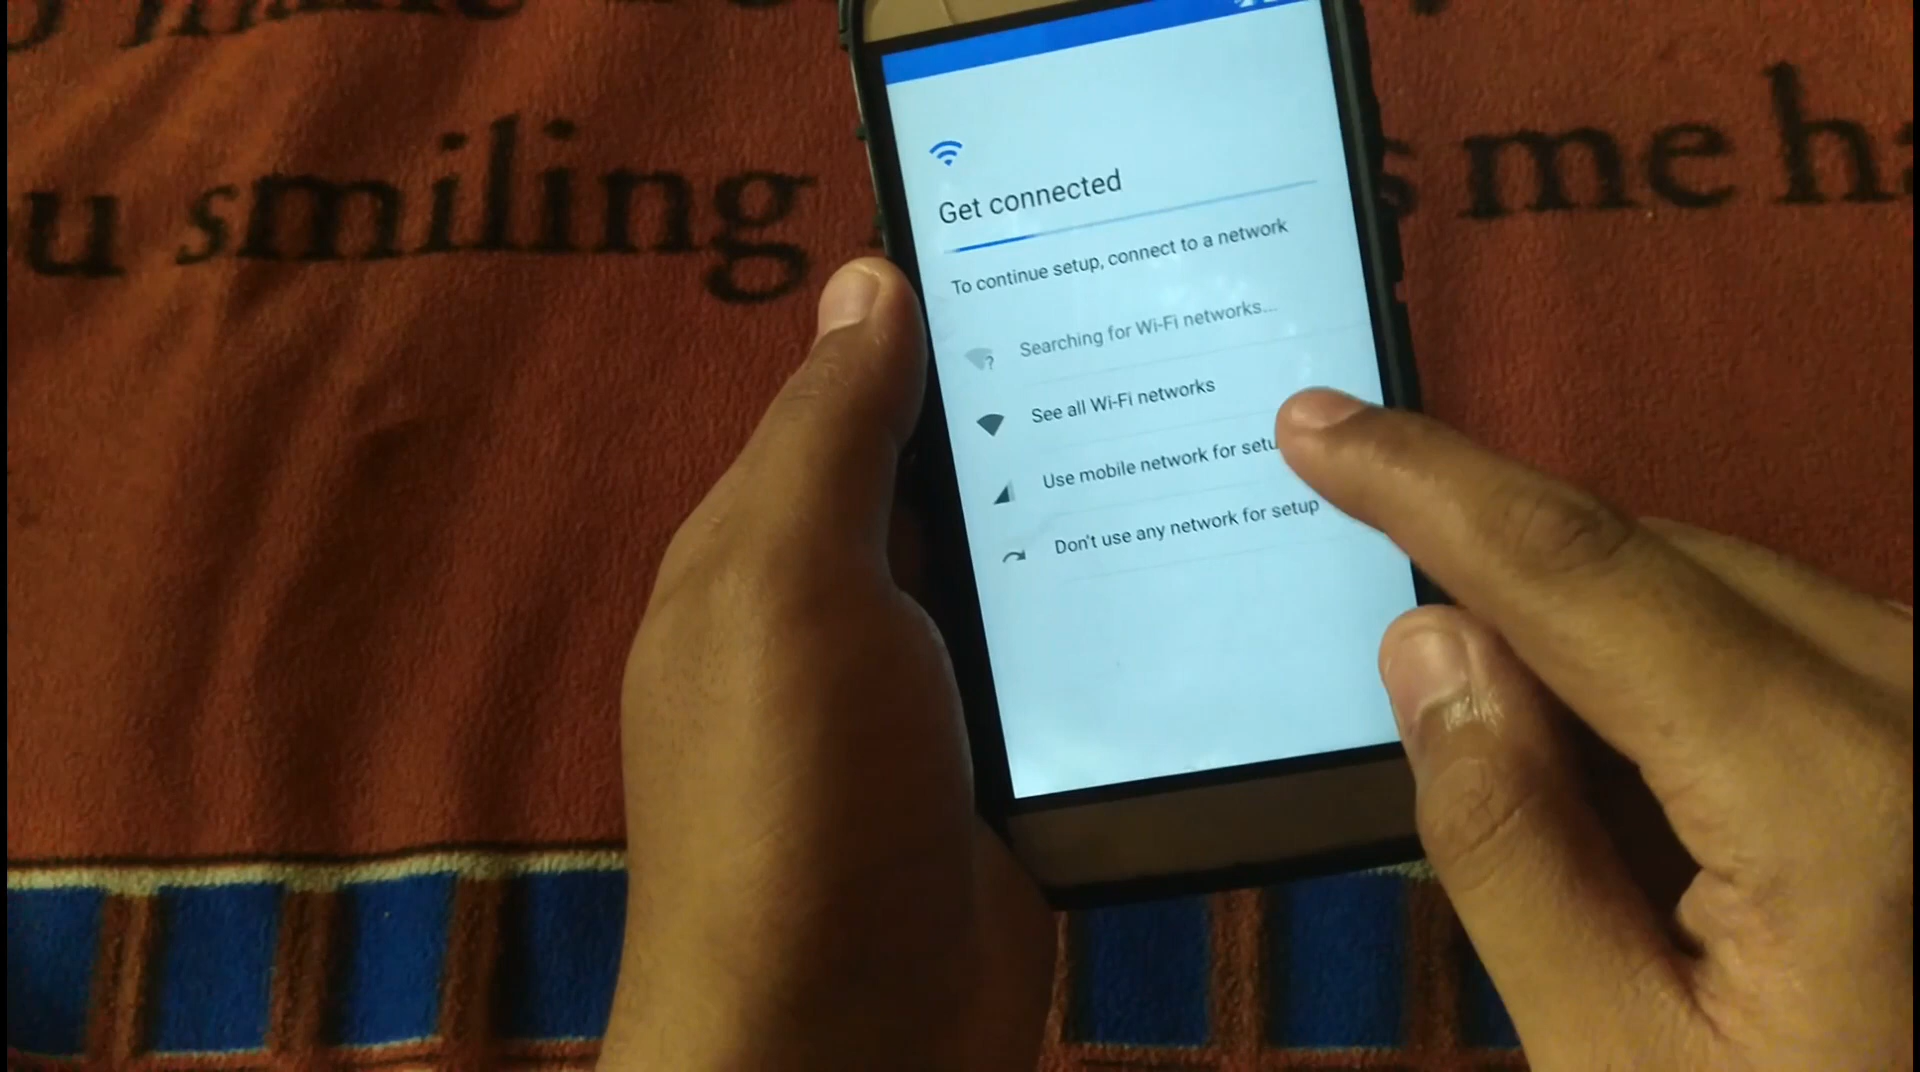 u smiling
s me ha
Get connected
To continue setup, connect to a network
Searching for Wi-Fi networks...
See all Wi-Fi networks
Use mobile network for setu
Don't use any network for setup